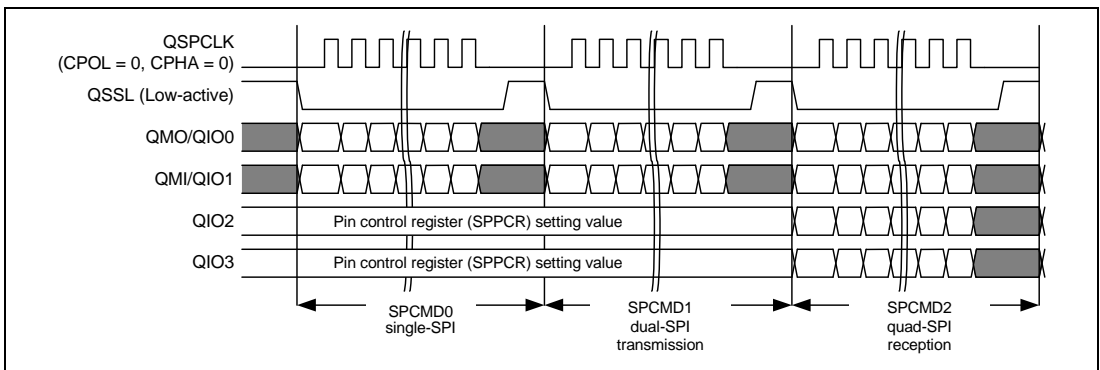 QSPCLK
(CPOL = 0, CPHA = 0)
QSSL (Low-active)
QMO/QIO0
QMI/QIO1
QIO2
Pin control register (SPPCR) setting value
QIO3
Pin control register (SPPCR) setting value
SPCMD0
single-SPI
SPCMD1
dual-SPI
transmission
SPCMD2
quad-SPI
reception